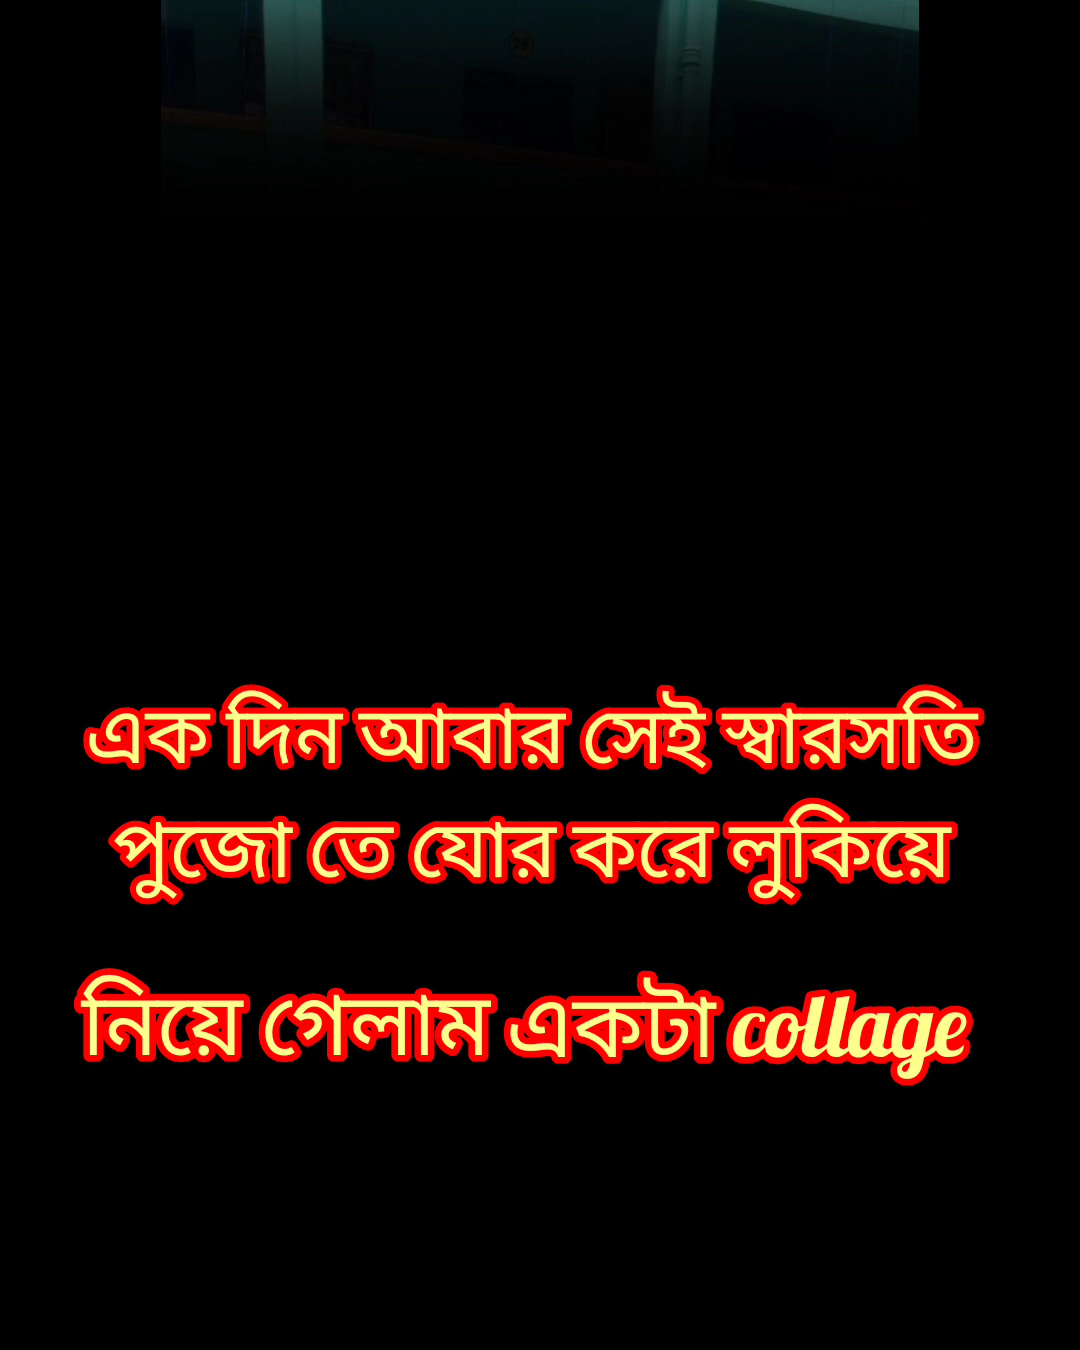 এক দিন আবার সেই স্বারসতি
পুজো তে যোর করে লুকিয়ে
নিয়ে গেলাম একটা collage